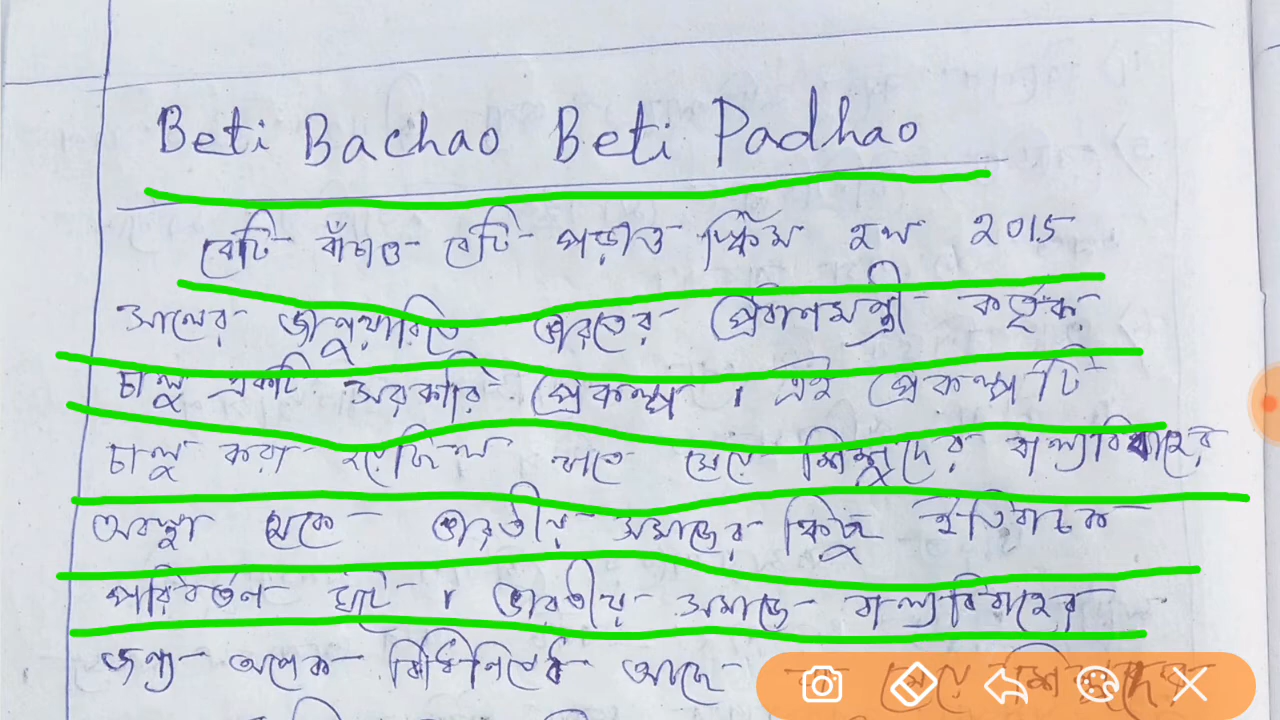 Beti Bachao Beti Padhao
বেটি বাঁচাও বেটি পড়াও স্কিম হল ২015
সালের জানুয়ারিতে ভারতের প্রধানমন্ত্রী কর্তৃক
চালু একটি সরকারি প্রকল্প । এই প্রকল্পটি
চালু করা হয়েছিল যাতে মেয়ে শিশুদের বাল্যবিবাহের
অবস্থা থেকে ভারতীয় সমাজের কিছু ইতিবাচক
পরিবর্তন ঘটে । ভারতীয় সমাজে বাল্যবিবাহের
জন্য অনেক বিধিনিষেধ আছে যা মেয়ে শিশুদের